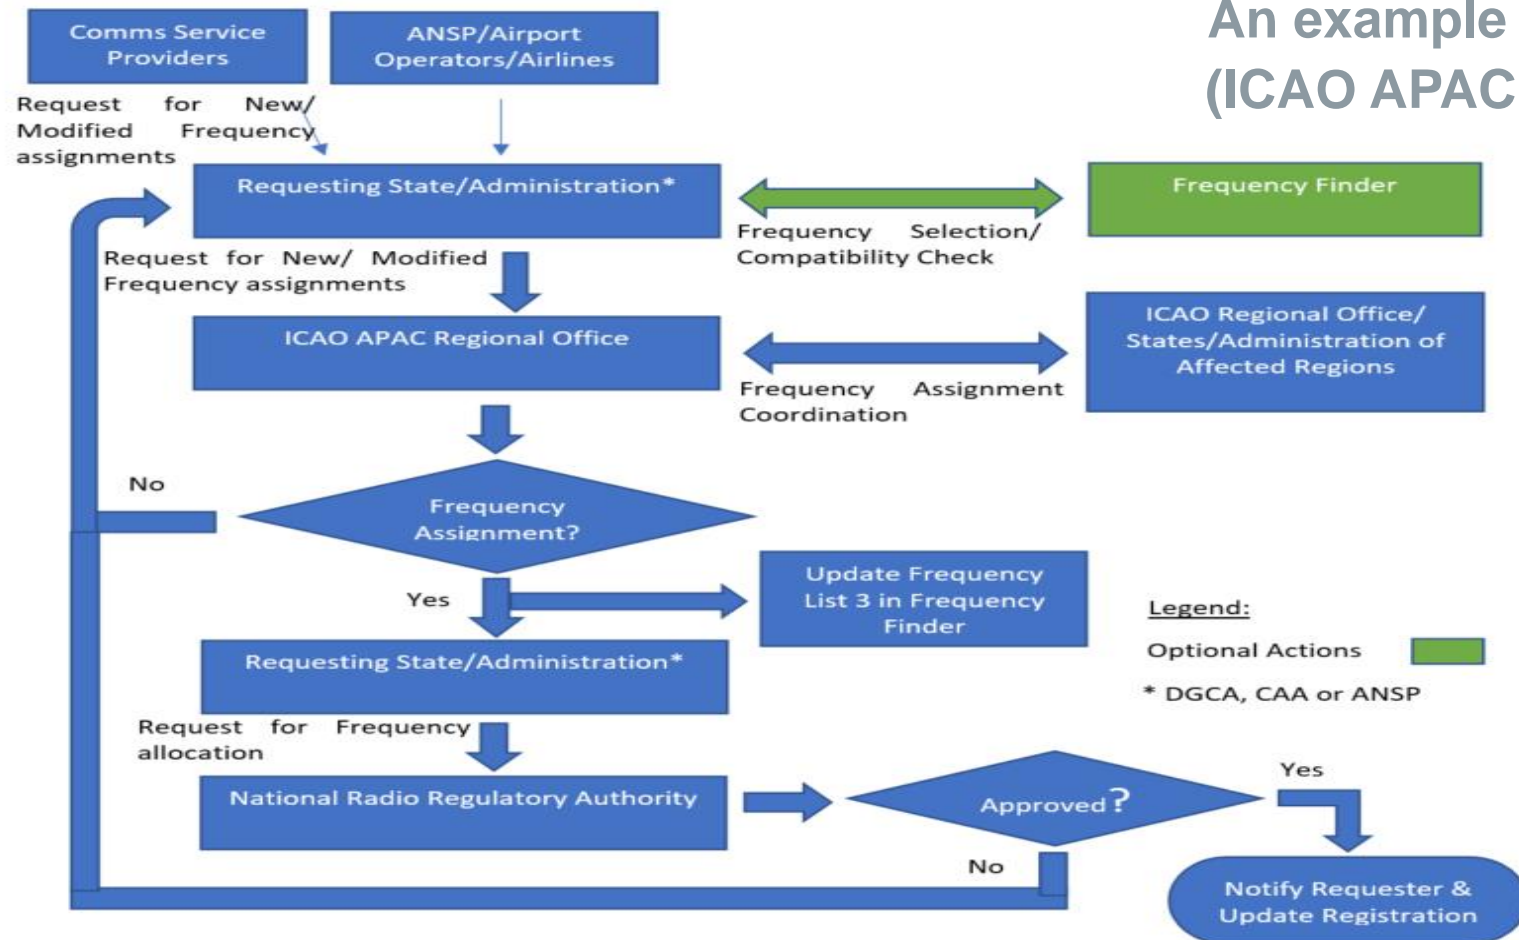 An example
(ICAO APAC
Comms Service
Providers
ANSP/Airport
Operators/Airlines
Request for New/
Modified Frequency
assignments
Requesting State/Administration*
Frequency Finder
Frequency Selection/
Compatibility Check
Request for New/ Modified
Frequency assignments
ICAO APAC Regional Office
ICAO Regional Office/
States/Administration of
Affected Regions
Frequency Assignment
Coordination
No
Frequency
Assignment?
Yes
Update Frequency
List 3 in Frequency
Finder
Legend:
Optional Actions
* DGCA, CAA or ANSP
Requesting State/Administration*
Request for Frequency
allocation
National Radio Regulatory Authority
Approved?
Yes
No
Notify Requester &
Update Registration